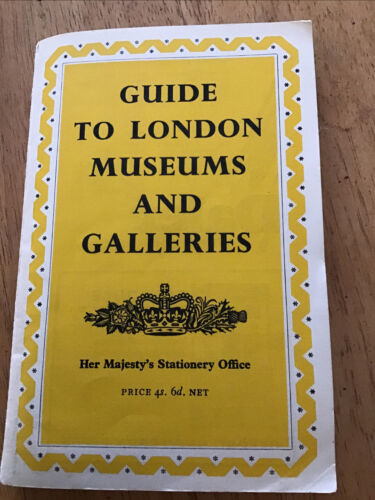 GUIDE
TO LONDON
MUSEUMS
AND
GALLERIES
Her Majesty's Stationery Office
PRICE 4s. 6d. NET